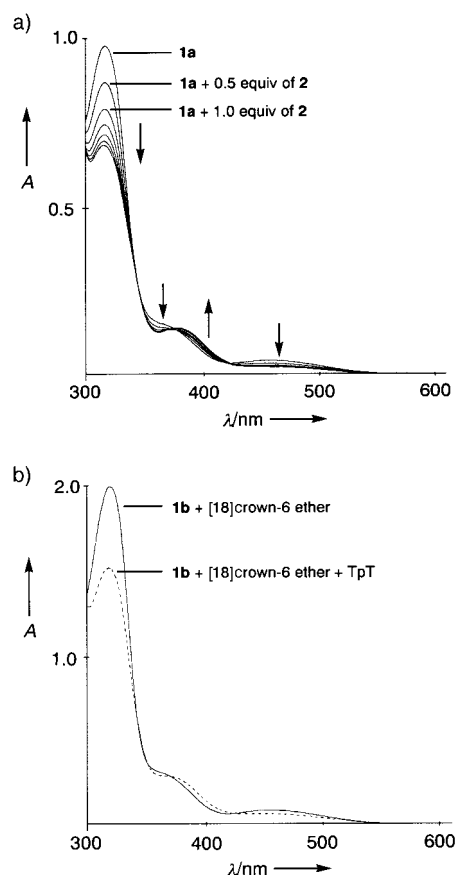 a)
1.0
1a
1a + 0.5 equiv of 2
1a + 1.0 equiv of 2
A
0.5
300 400 500 600
λ/nm
b)
2.0
1b + [18]crown-6 ether
1b + [18]crown-6 ether + TpT
A
1.0
0
300 400 500 600
λ/nm